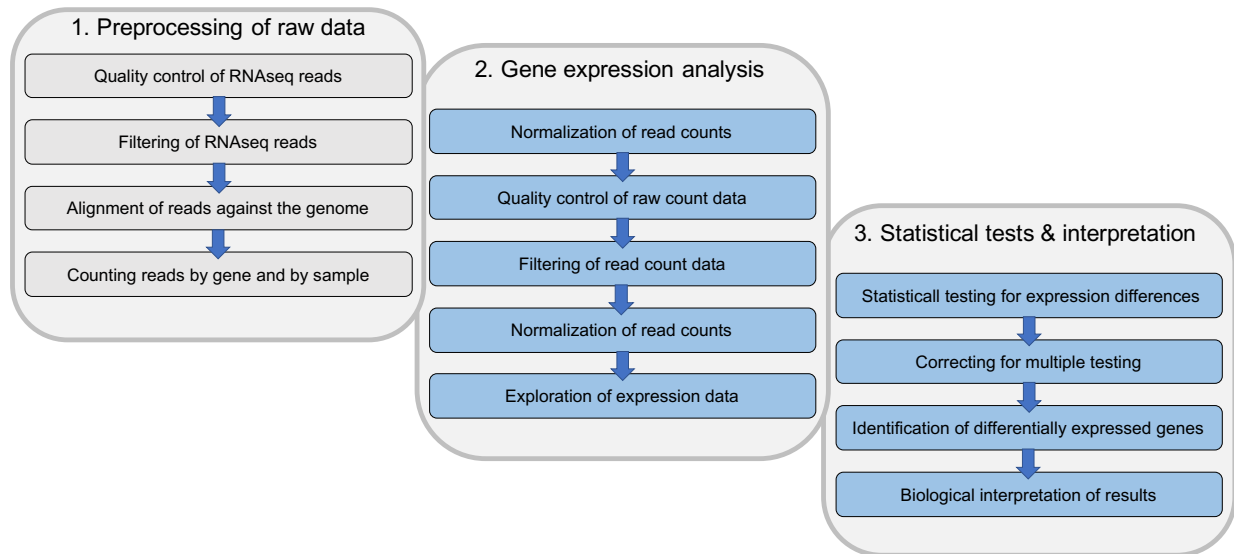 1. Preprocessing of raw data
Quality control of RNAseq reads
Filtering of RNAseq reads
Alignment of reads against the genome
Counting reads by gene and by sample
2. Gene expression analysis
Normalization of read counts
Quality control of raw count data
Filtering of read count data
Normalization of read counts
Exploration of expression data
3. Statistical tests & interpretation
Statisticall testing for expression differences
Correcting for multiple testing
Identification of differentially expressed genes
Biological interpretation of results